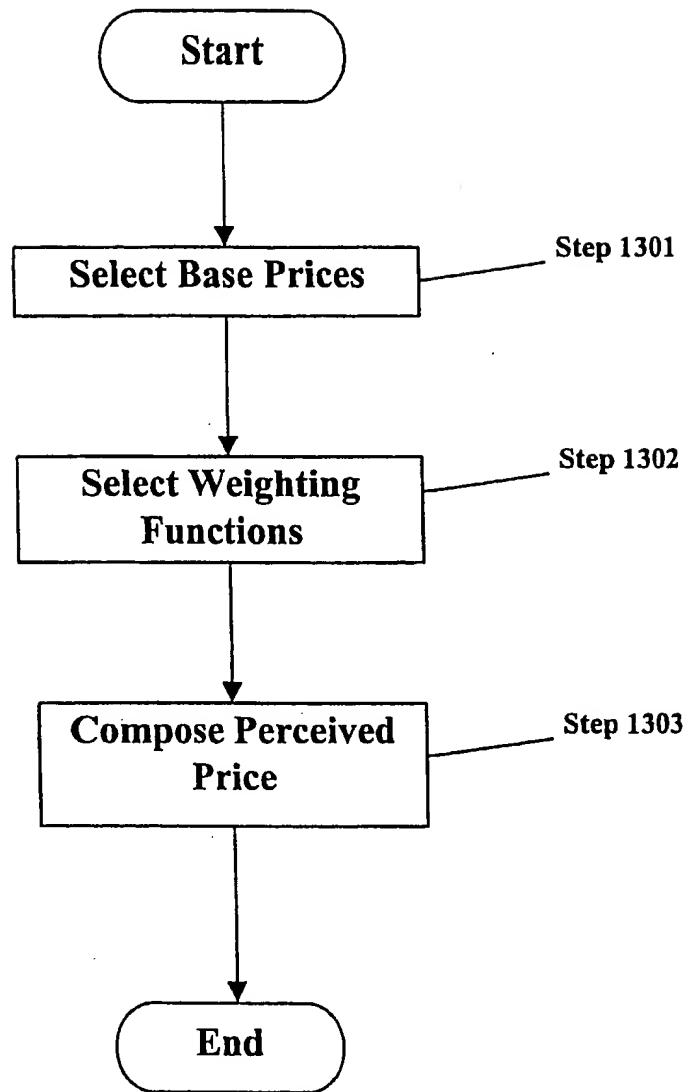 Start
Select Base Prices
Step 1301
Select Weighting
Functions
Step 1302
Compose Perceived
Price
Step 1303
End